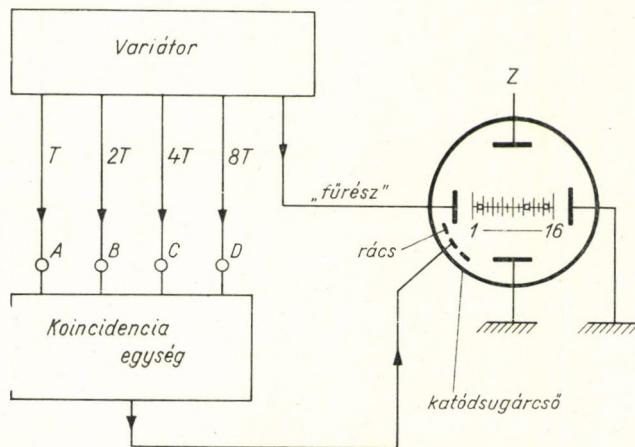 Variátor
Z
T
2T
4T
8T
„fűrész”
1
16
A
B
C
D
rács
Koincidencia
egység
katódsugárcső